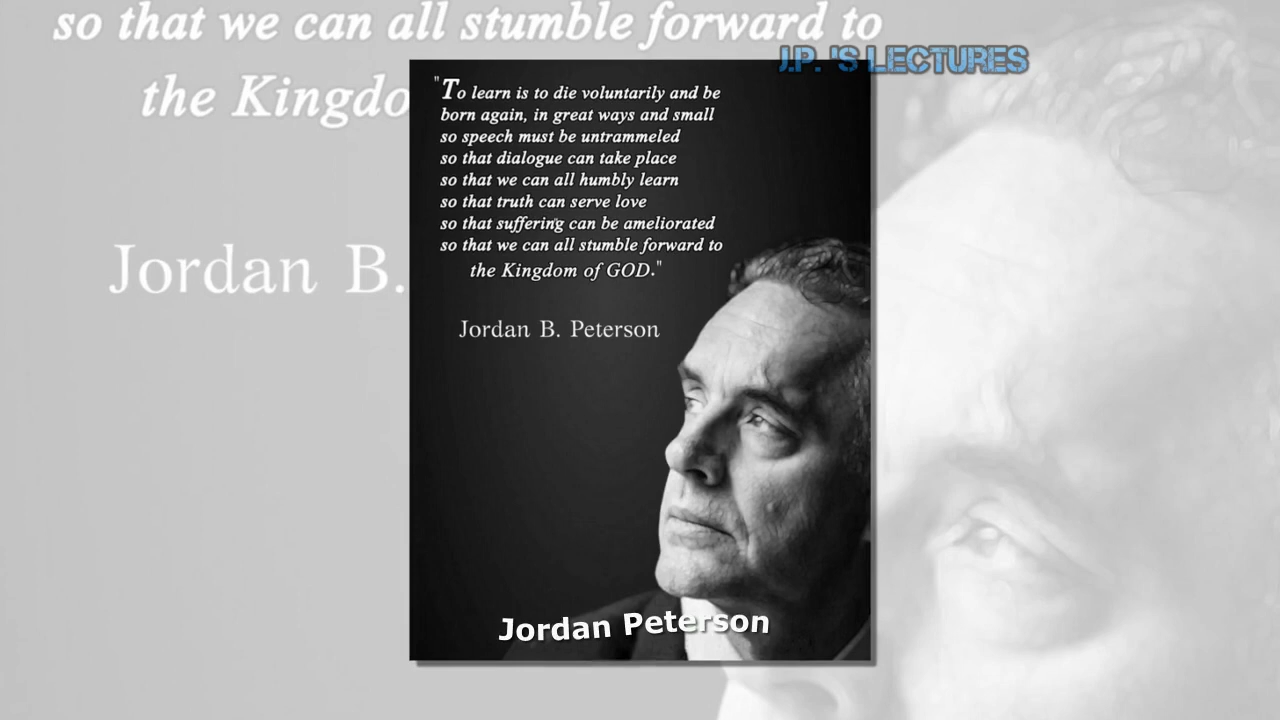 so that we can all stumble forward to
the Kingdo
Jordan B.
J.P. 'S LECTURES
"To learn is to die voluntarily and be
born again, in great ways and small
so speech must be untrammeled
so that dialogue can take place
so that we can all humbly learn
so that truth can serve love
so that suffering can be ameliorated
so that we can all stumble forward to
the Kingdom of GOD."
Jordan B. Peterson
Jordan Peterson